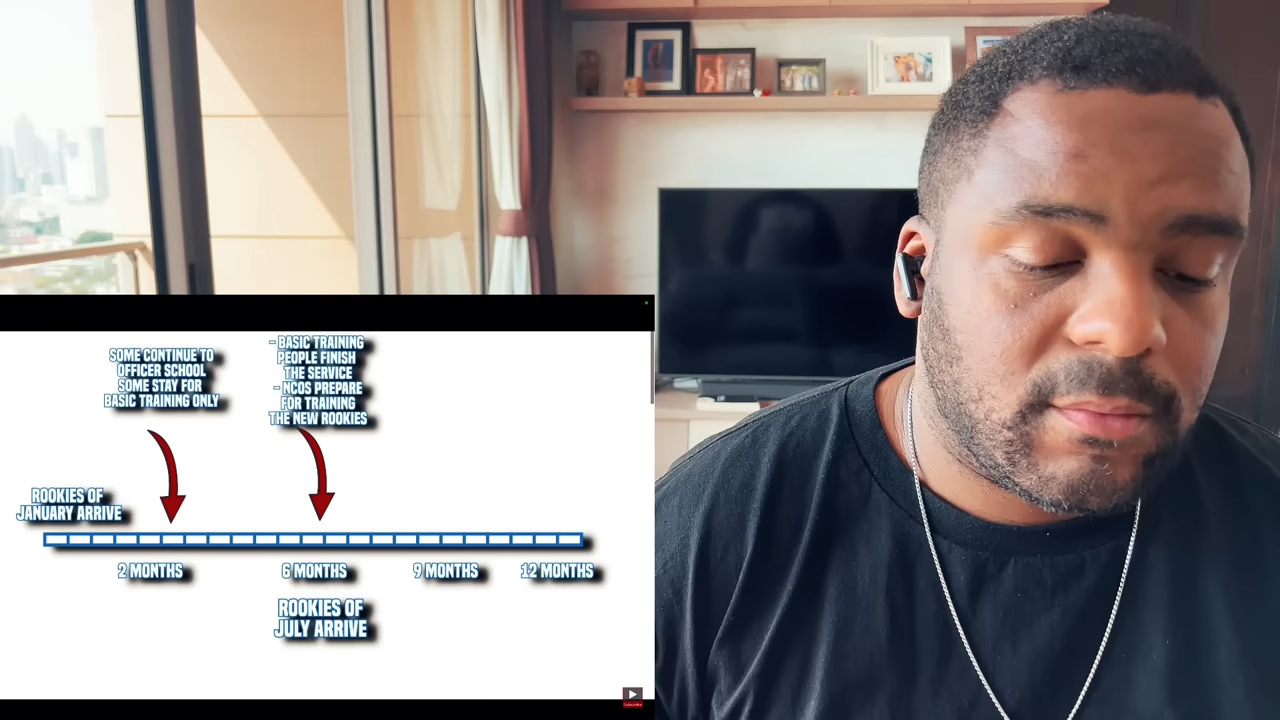 SOME CONTINUE TO
OFFICER SCHOOL
SOME STAY FOR
BASIC TRAINING ONLY
- BASIC TRAINING
PEOPLE FINISH
THE SERVICE
- NCOS PREPARE
FOR TRAINING
THE NEW ROOKIES
ROOKIES OF
JANUARY ARRIVE
2 MONTHS
6 MONTHS
9 MONTHS
12 MONTHS
ROOKIES OF
JULY ARRIVE
Subscribe